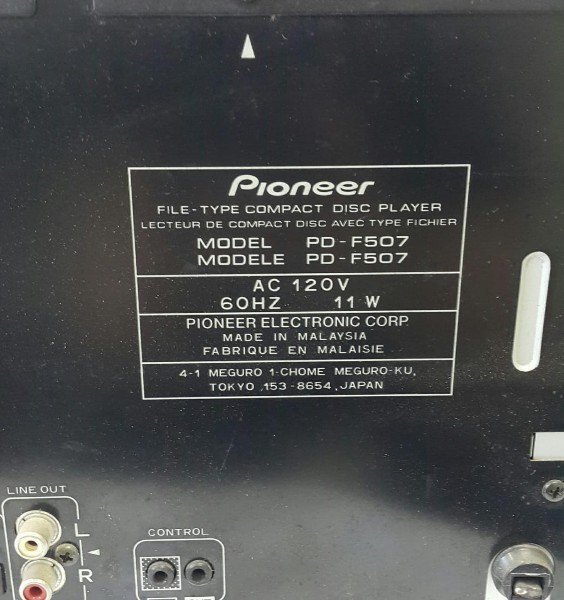 Pioneer
FILE-TYPE COMPACT DISC PLAYER
LECTEUR DE COMPACT DISC AVEC TYPE FICHIER
MODEL PD-F507
MODELE PD-F507
AC 120V
60HZ 11 W
PIONEER ELECTRONIC CORP.
MADE IN MALAYSIA
FABRIQUE EN MALAISIE
4-1 MEGURO 1-CHOME MEGURO-KU,
TOKYO ,153-8654, JAPAN
LINE OUT
L
R
CONTROL